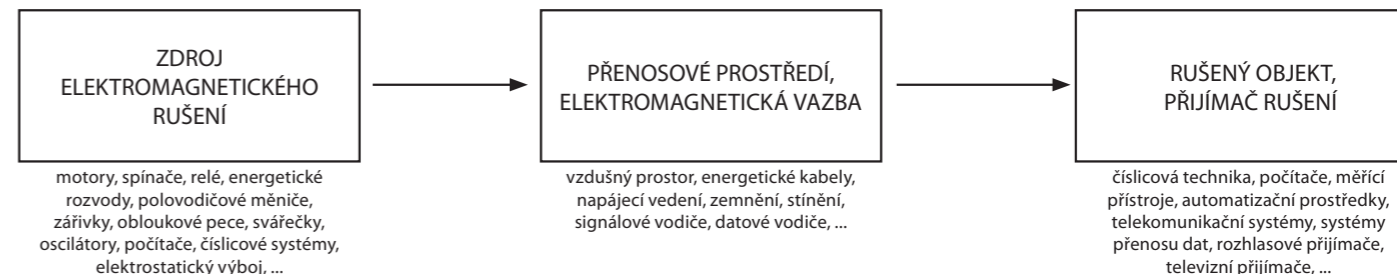 ZDROJ
ELEKTROMAGNETICKÉHO
RUŠENÍ
motory, spínače, relé, energetické
rozvody, polovodičové měniče,
zářivky, obloukové pece, svářečky,
oscilátory, počítače, číslicové systémy,
elektrostatický výboj, ...
PŘENOSOVÉ PROSTŘEDÍ,
ELEKTROMAGNETICKÁ VAZBA
vzdušný prostor, energetické kabely,
napájecí vedení, zemnění, stínění,
signálové vodiče, datové vodiče, ...
RUŠENÝ OBJEKT,
PŘIJÍMAČ RUŠENÍ
číslicová technika, počítače, měřící
přístroje, automatizační prostředky,
telekomunikační systémy, systémy
přenosu dat, rozhlasové přijímače,
televizní přijímače, ...